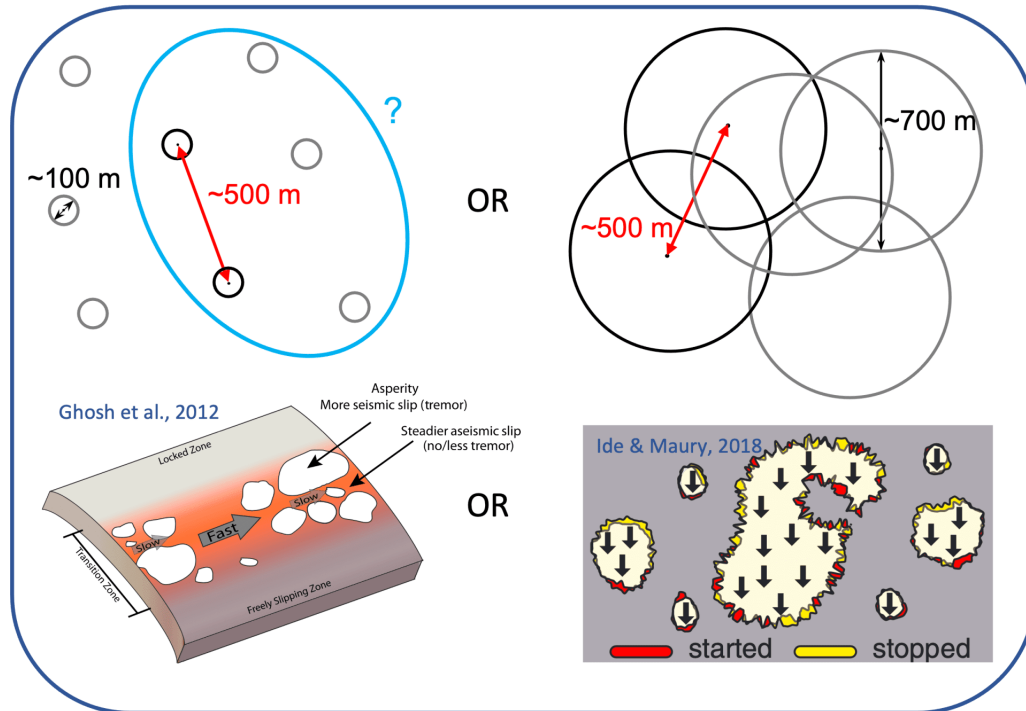 ?
~100 m
~500 m
OR
~700 m
~500 m
Ghosh et al., 2012
Asperity
More seismic slip (tremor)
Steadier aseismic slip
(no/less tremor)
Locked Zone
Slow
Fast
Slow
Transition Zone
Freely Slipping Zone
OR
Ide & Maury, 2018
started
stopped